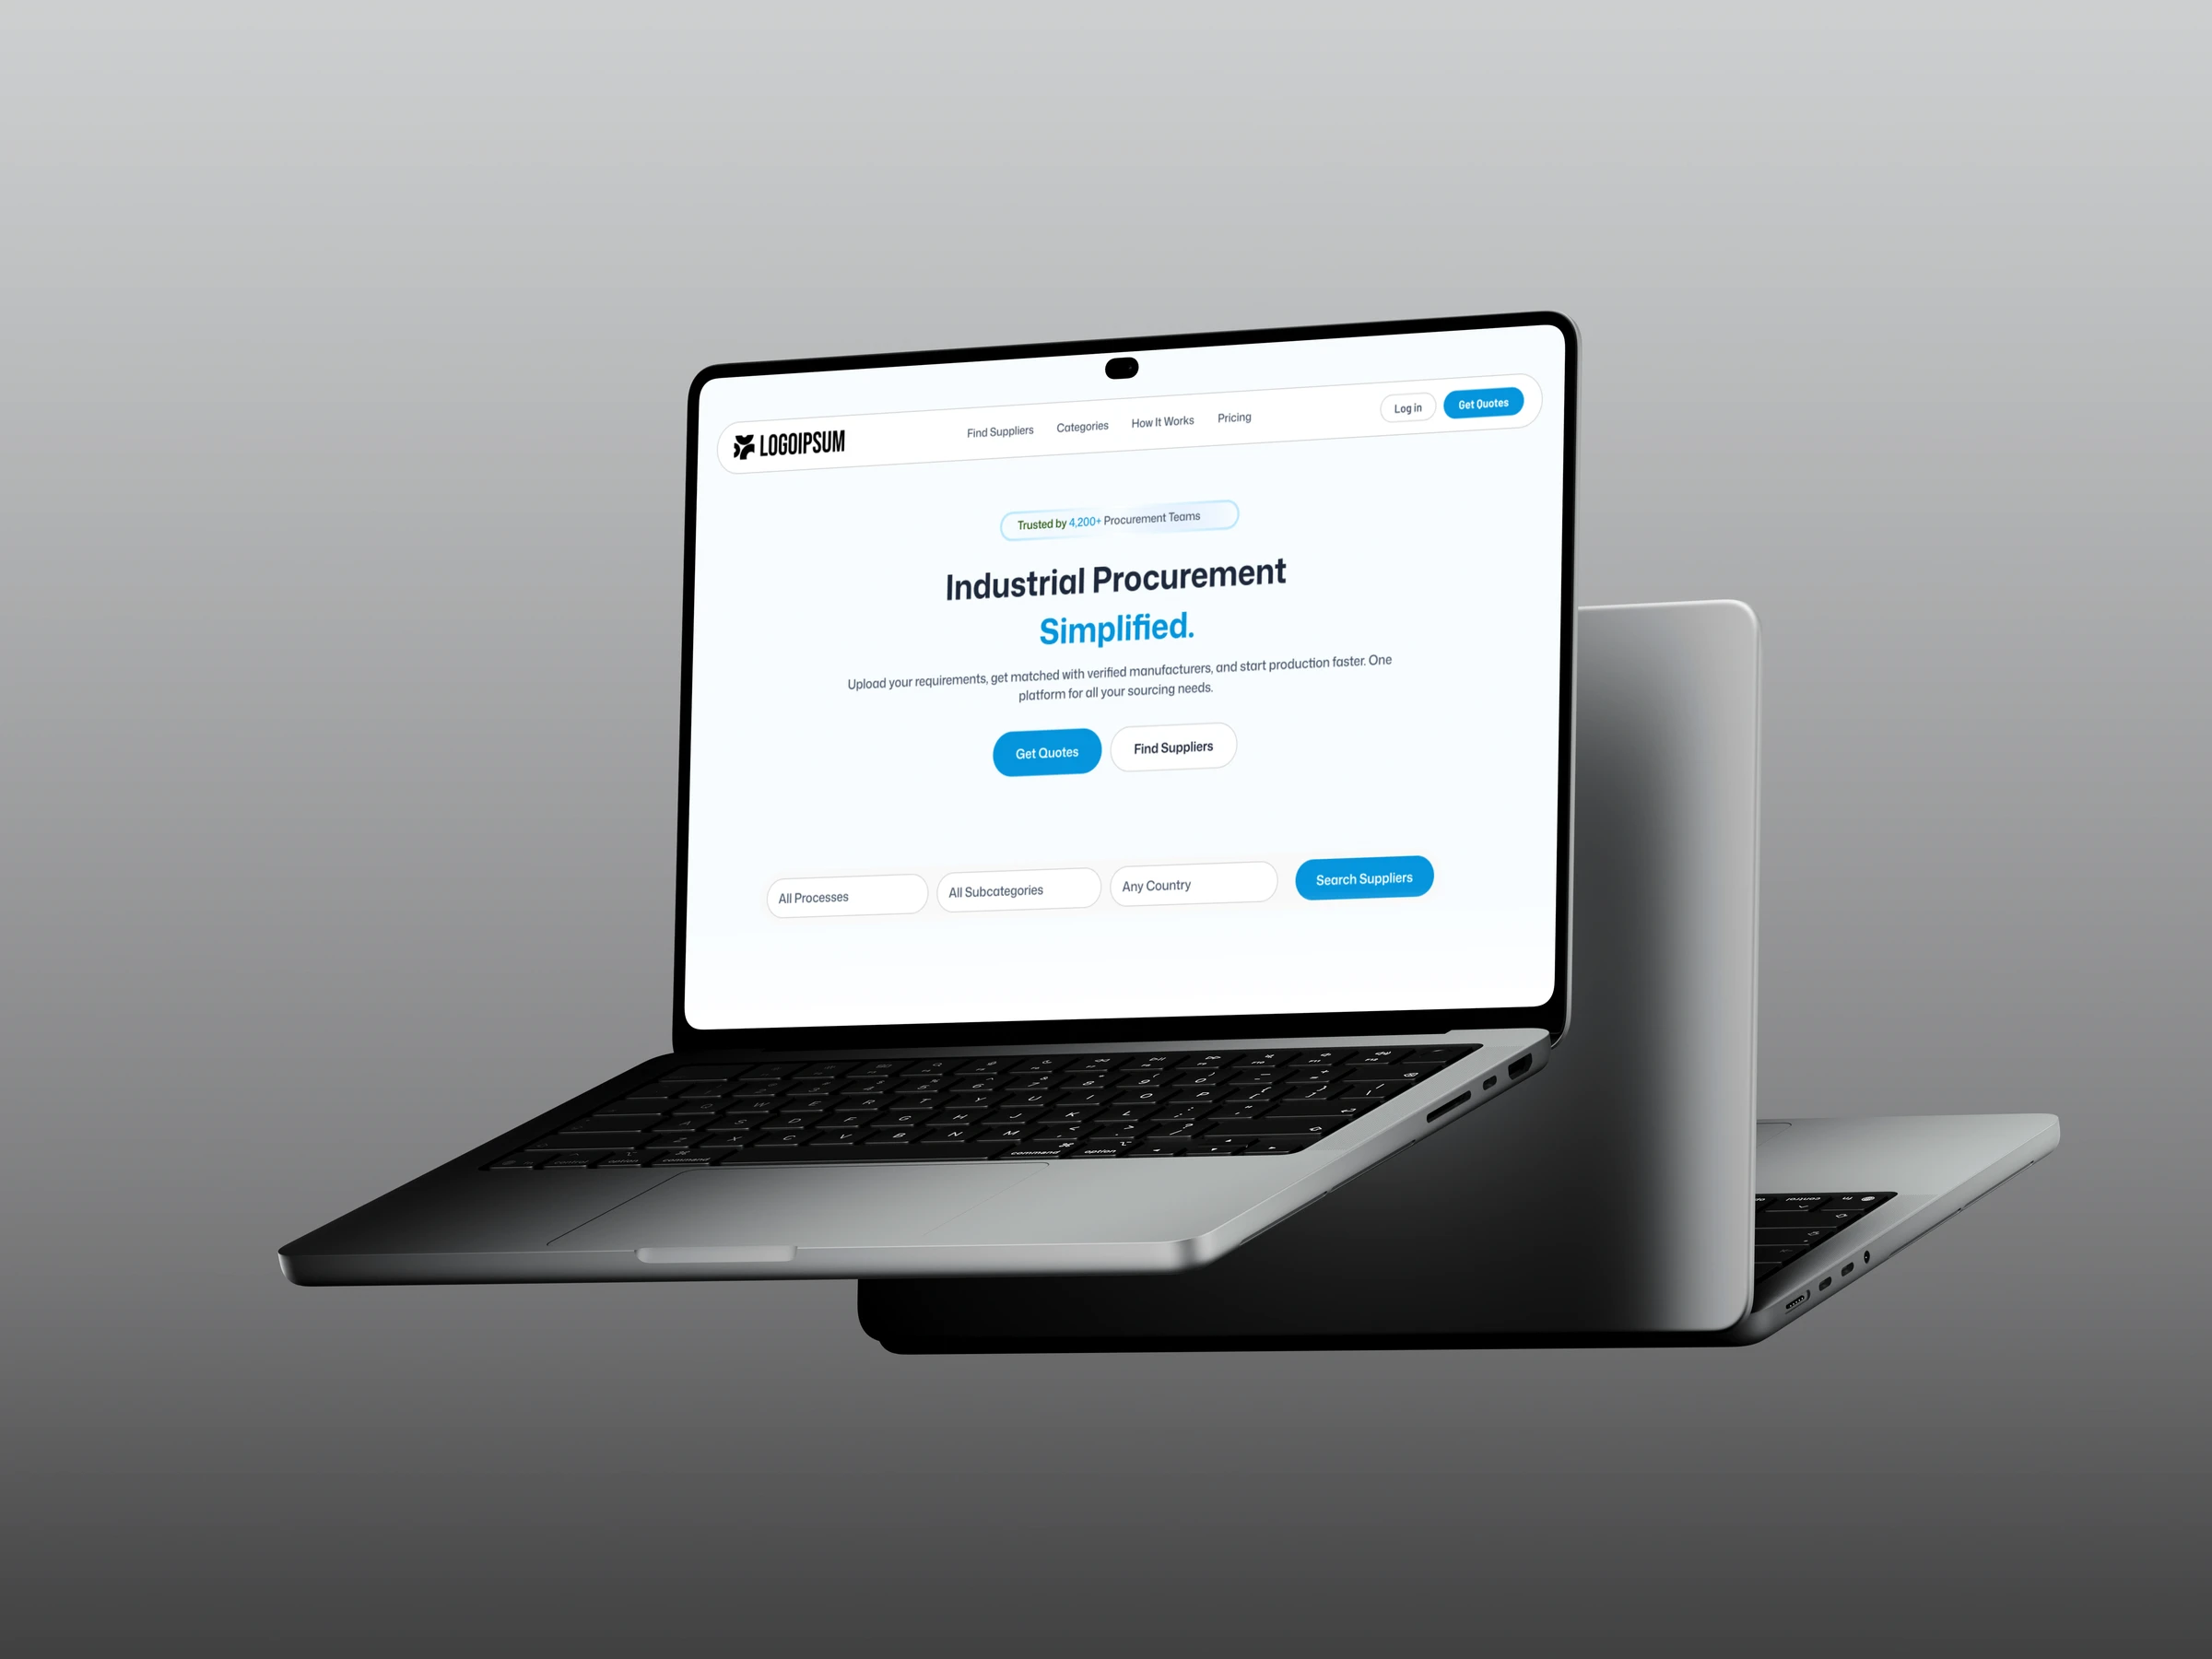 LOGOIPSUM
Find Suppliers
Categories
How It Works
Pricing
Log in
Get Quotes
Trusted by 4,200+ Procurement Teams
Industrial Procurement
Simplified.
Upload your requirements, get matched with verified manufacturers, and start production faster. One
platform for all your sourcing needs.
Get Quotes
Find Suppliers
All Processes
All Subcategories
Any Country
Search Suppliers
command
option